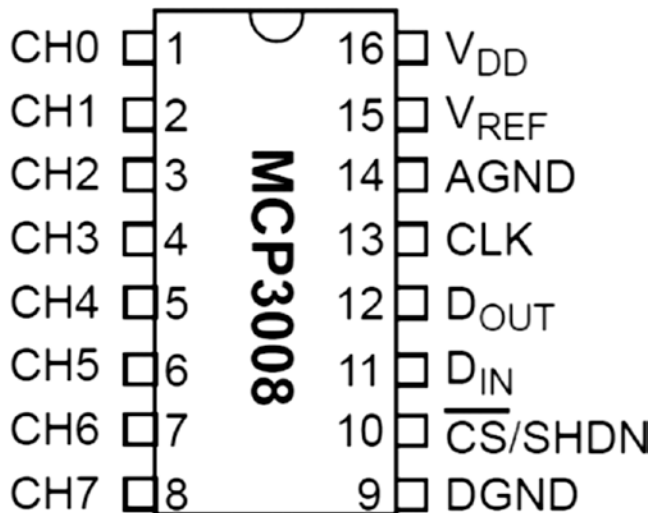 CH0 1 16 VDD
CH1 2 15 VREF
CH2 3 14 AGND
CH3 4 13 CLK
CH4 5 12 DOUT
CH5 6 11 DIN
CH6 7 10 CS/SHDN
CH7 8 9 DGND
MCP3008